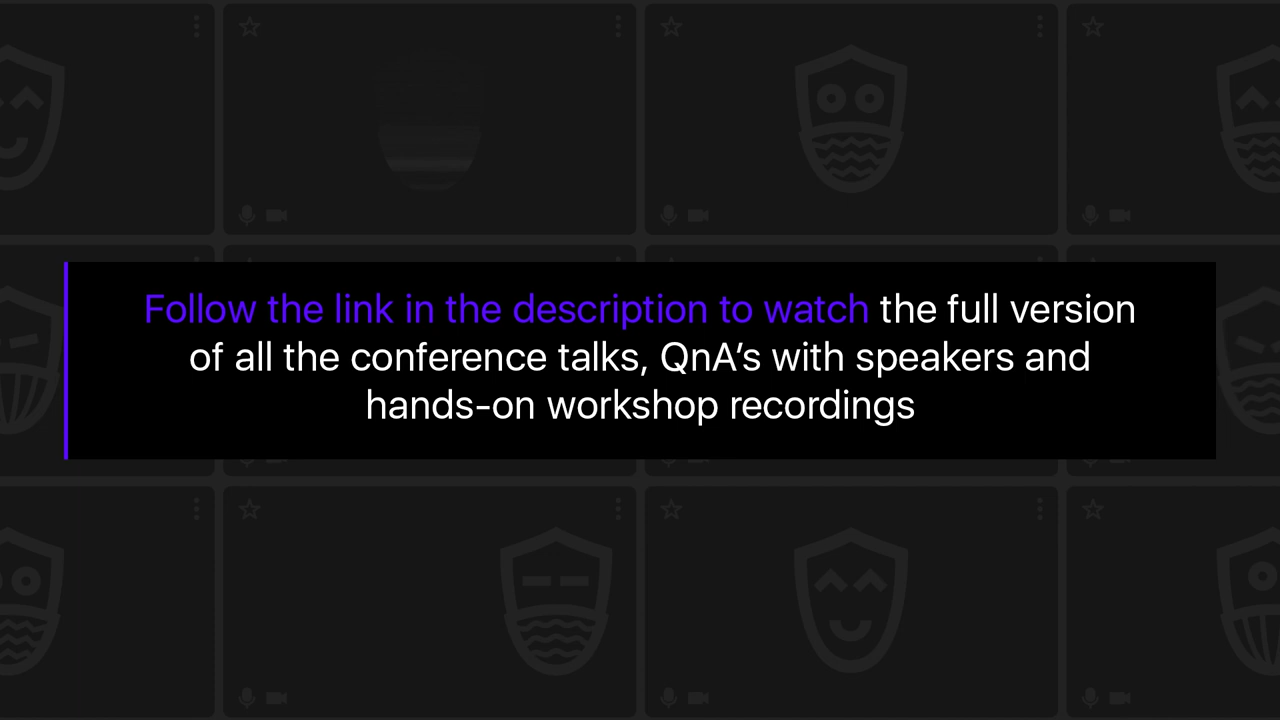 Follow the link in the description to watch the full version
of all the conference talks, QnA’s with speakers and
hands-on workshop recordings